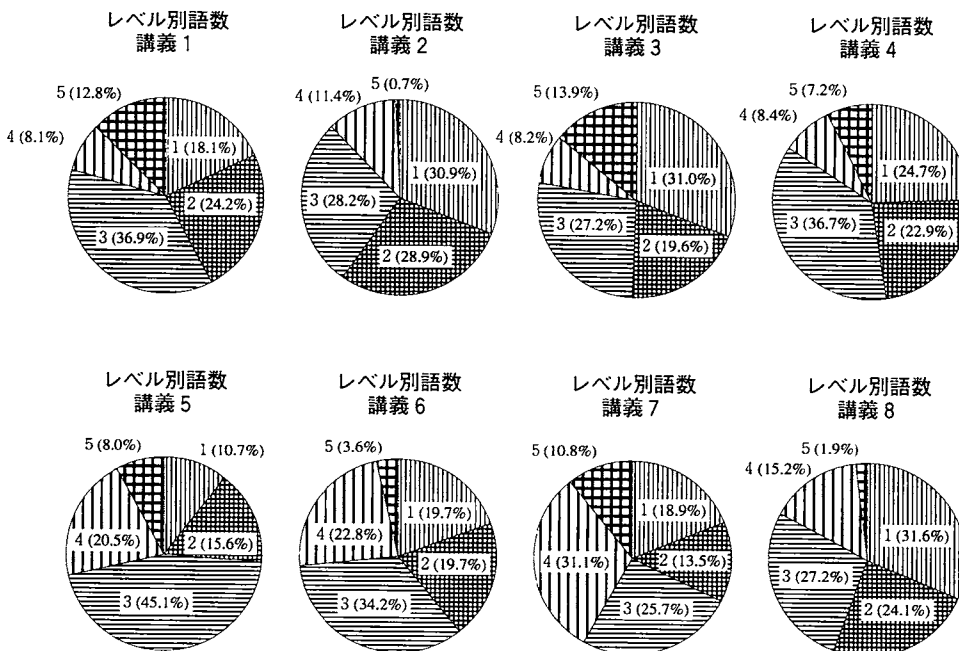 レベル別語数
講義1
5 (12.8%)
4 (8.1%)
1 (18.1%)
2 (24.2%)
3 (36.9%)
レベル別語数
講義2
5 (0.7%)
4 (11.4%)
1 (30.9%)
3 (28.2%)
2 (28.9%)
レベル別語数
講義3
5 (13.9%)
4 (8.2%)
1 (31.0%)
3 (27.2%)
2 (19.6%)
レベル別語数
講義4
5 (7.2%)
4 (8.4%)
1 (24.7%)
3 (36.7%)
2 (22.9%)
レベル別語数
講義5
5 (8.0%)
1 (10.7%)
4 (20.5%)
2 (15.6%)
3 (45.1%)
レベル別語数
講義6
5 (3.6%)
1 (19.7%)
4 (22.8%)
2 (19.7%)
3 (34.2%)
レベル別語数
講義7
5 (10.8%)
1 (18.9%)
4 (31.1%)
2 (13.5%)
3 (25.7%)
レベル別語数
講義8
5 (1.9%)
4 (15.2%)
1 (31.6%)
3 (27.2%)
2 (24.1%)